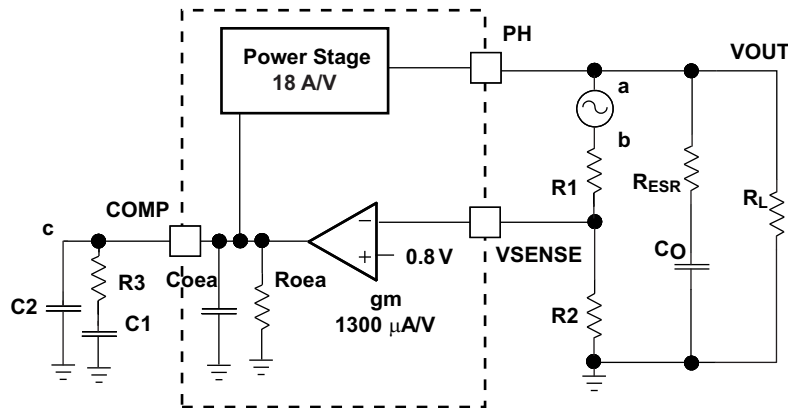 PH
VOUT
Power Stage
18 A/V
a
b
R1
RESR
RL
COMP
c
0.8 V
VSENSE
R3
Coea
Roea
CO
C2
C1
gm
1300 μA/V
R2